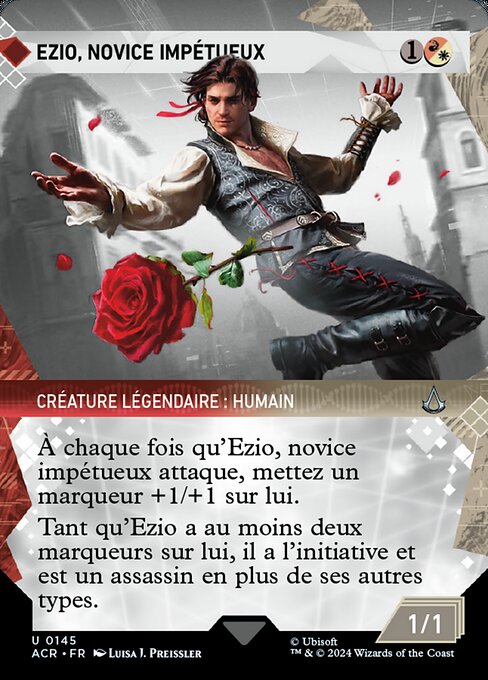 EZIO, NOVICE IMPÉTUEUX
1
CRÉATURE LÉGENDAIRE : HUMAIN
À chaque fois qu'Ezio, novice
impétueux attaque, mettez un
marqueur +1/+1 sur lui.
Tant qu'Ezio a au moins deux
marqueurs sur lui, il a l'initiative et
est un assassin en plus de ses autres
types.
1/1
U 0145
ACR • FR LUISA J. PREISSLER
© Ubisoft
™ & © 2024 Wizards of the Coast